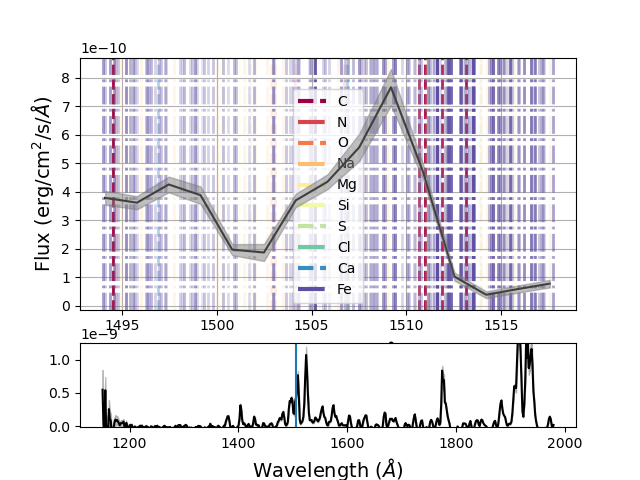 1e−10
8
7
6
5
4
3
2
1
0
Flux (erg/cm²/s/Å)
C
N
O
Na
Mg
Si
S
Cl
Ca
Fe
1495 1500 1505 1510 1515
1e−9
1.0
0.5
0.0
1200 1400 1600 1800 2000
Wavelength (Å)